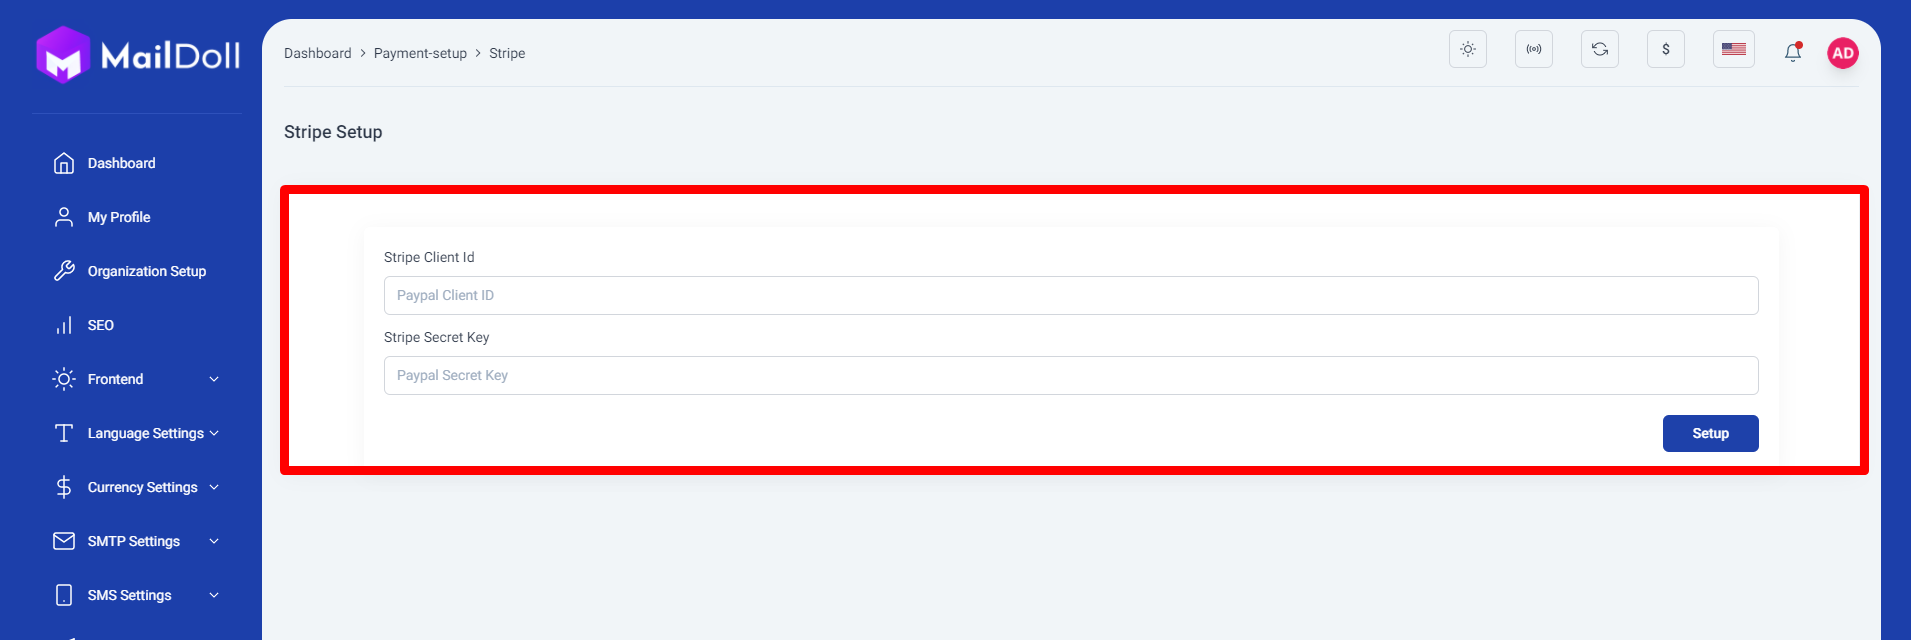 MailDoll
Dashboard > Payment-setup > Stripe
$
AD
Stripe Setup
Dashboard
My Profile
Organization Setup
SEO
Frontend
Language Settings
Currency Settings
SMTP Settings
SMS Settings
Stripe Client Id
Paypal Client ID
Stripe Secret Key
Paypal Secret Key
Setup